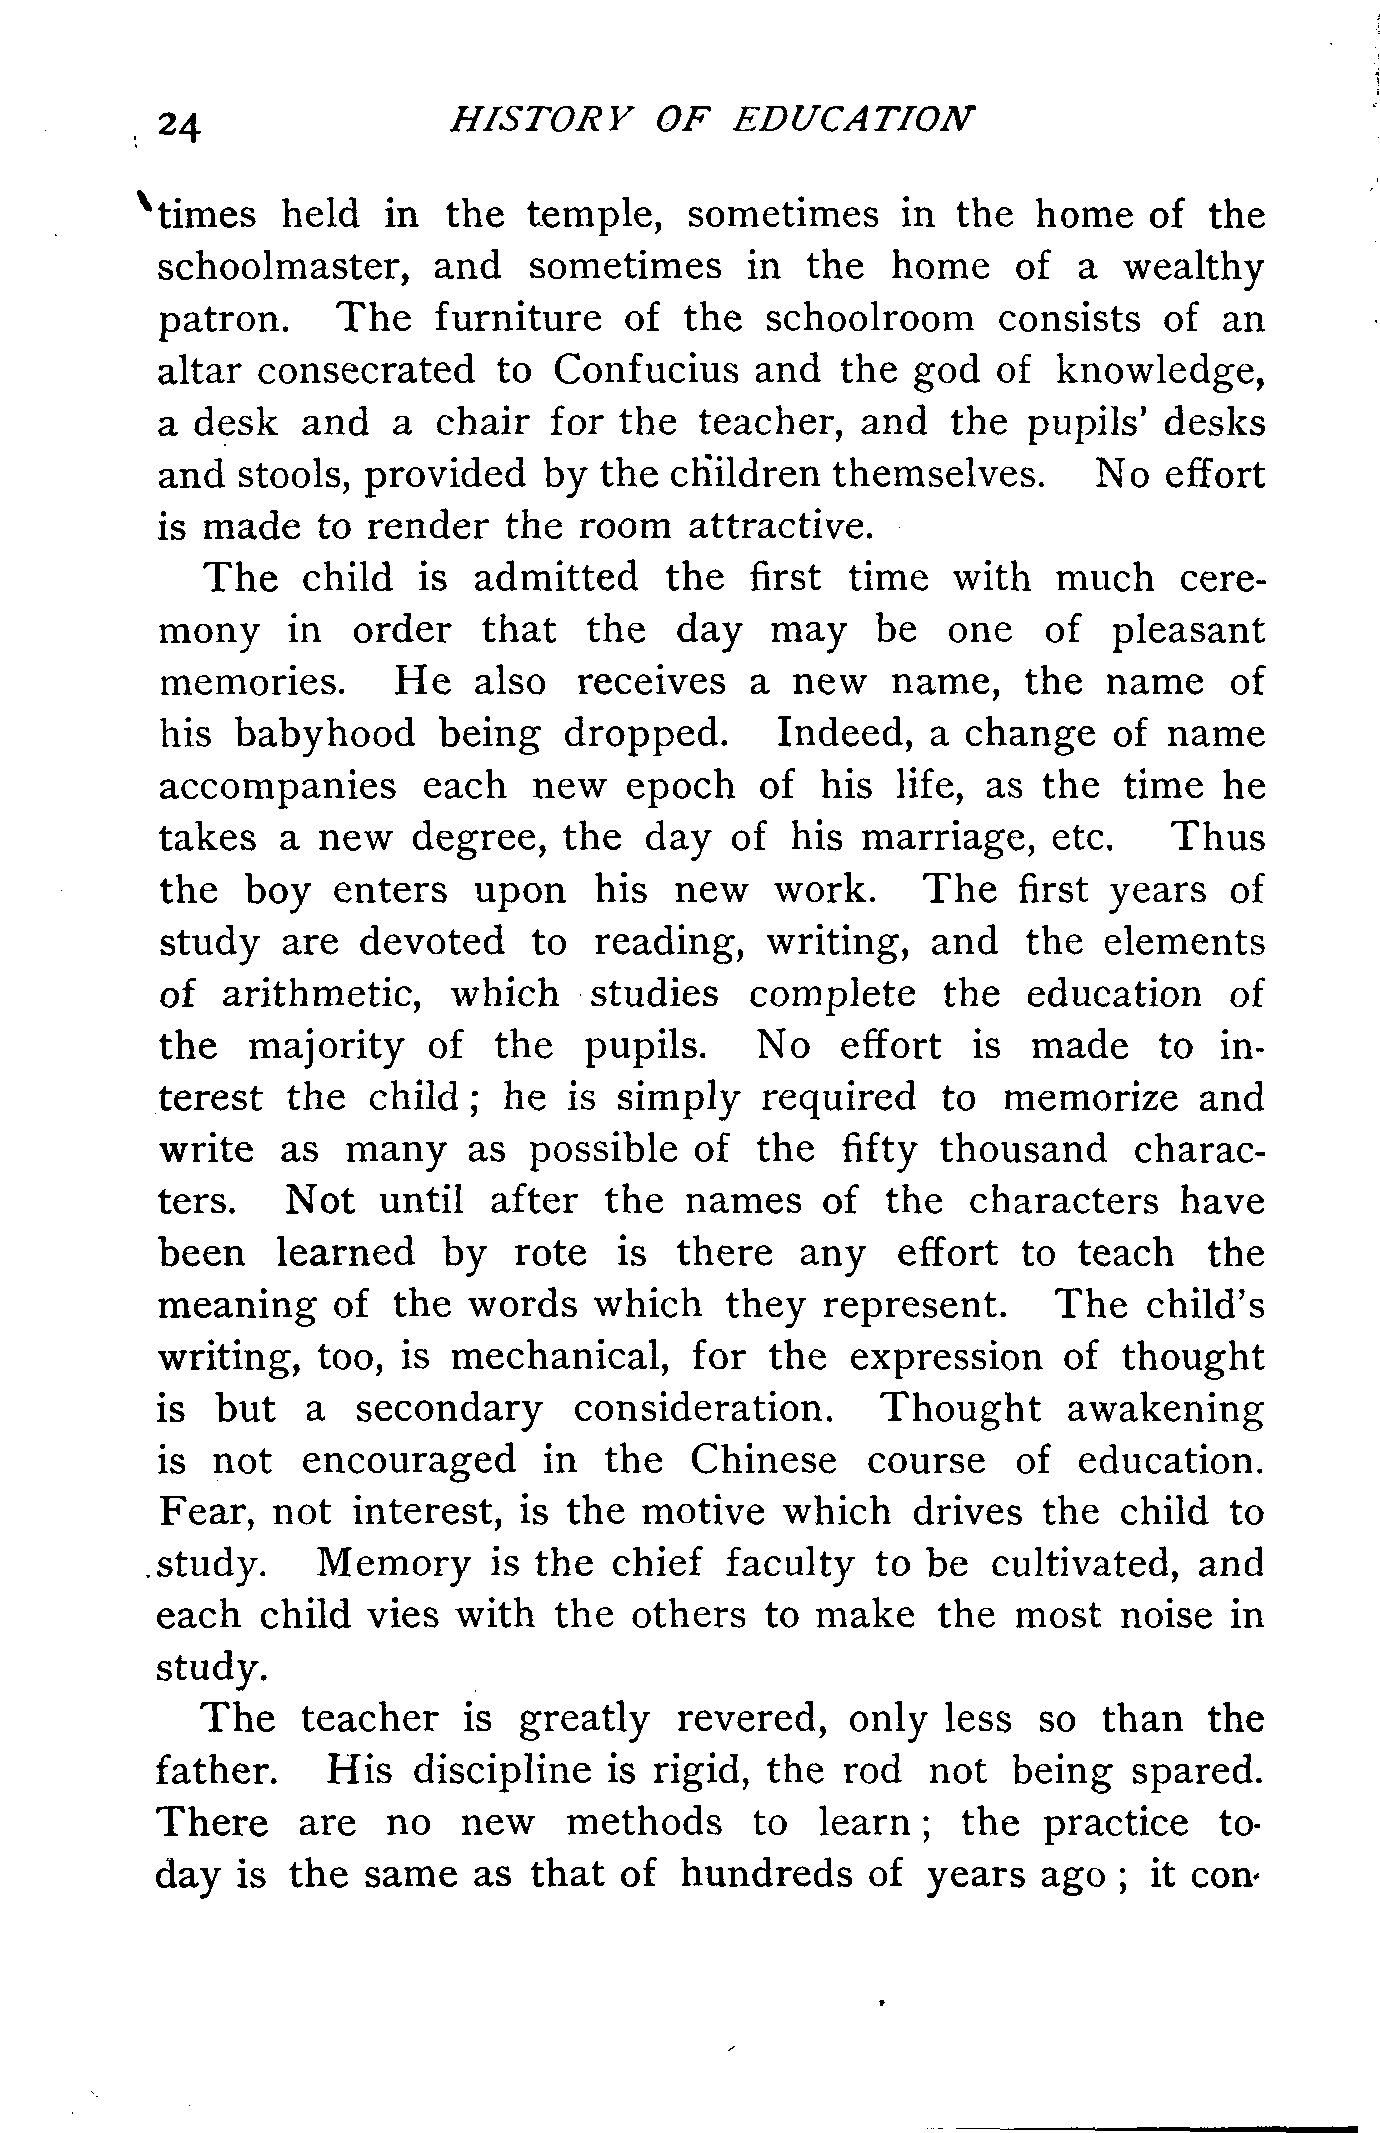 24 HISTORY OF EDUCATION
times held in the temple, sometimes in the home of the
schoolmaster, and sometimes in the home of a wealthy
patron. The furniture of the schoolroom consists of an
altar consecrated to Confucius and the god of knowledge,
a desk and a chair for the teacher, and the pupils' desks
and stools, provided by the children themselves. No effort
is made to render the room attractive.
The child is admitted the first time with much cere-
mony in order that the day may be one of pleasant
memories. He also receives a new name, the name of
his babyhood being dropped. Indeed, a change of name
accompanies each new epoch of his life, as the time he
takes a new degree, the day of his marriage, etc. Thus
the boy enters upon his new work. The first years of
study are devoted to reading, writing, and the elements
of arithmetic, which studies complete the education of
the majority of the pupils. No effort is made to in-
terest the child; he is simply required to memorize and
write as many as possible of the fifty thousand charac-
ters. Not until after the names of the characters have
been learned by rote is there any effort to teach the
meaning of the words which they represent. The child's
writing, too, is mechanical, for the expression of thought
is but a secondary consideration. Thought awakening
is not encouraged in the Chinese course of education.
Fear, not interest, is the motive which drives the child to
study. Memory is the chief faculty to be cultivated, and
each child vies with the others to make the most noise in
study.
The teacher is greatly revered, only less so than the
father. His discipline is rigid, the rod not being spared.
There are no new methods to learn; the practice to-
day is the same as that of hundreds of years ago; it con-